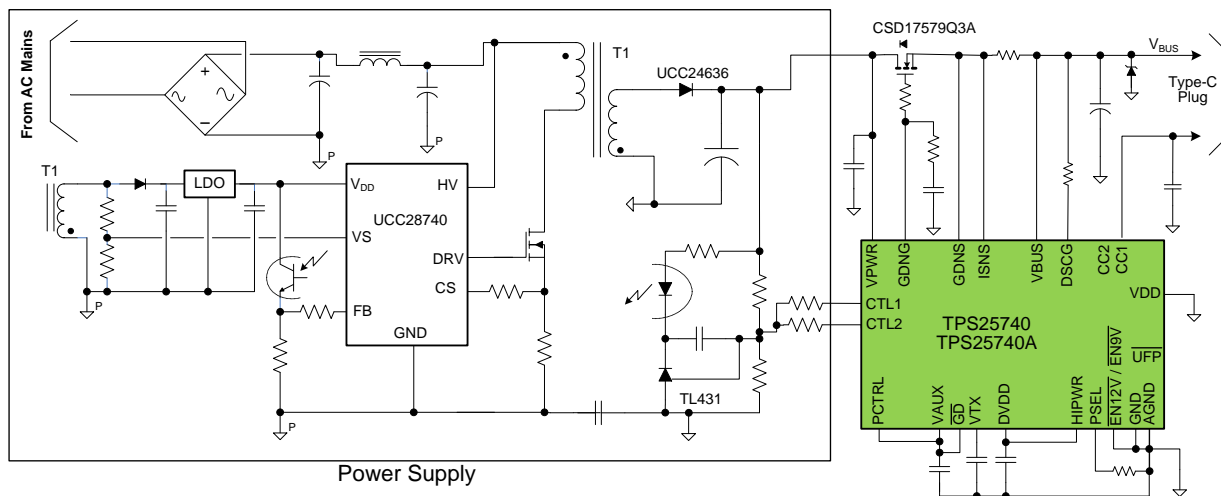 CSD17579Q3A
From AC Mains
T1
UCC24636
VBUS
Type-C
Plug
P
P
T1
LDO
VDD
HV
UCC28740
VS
DRV
CS
FB
GND
P
P
TL431
Power Supply
VPWR
GDNG
GDNS
ISNS
VBUS
DSCG
CC2
CC1
VDD
CTL1
CTL2
TPS25740
TPS25740A
UFP
PCTRL
VAUX
GD
VTX
DVDD
HIPWR
PSEL
EN12V / EN9V
GND
AGND